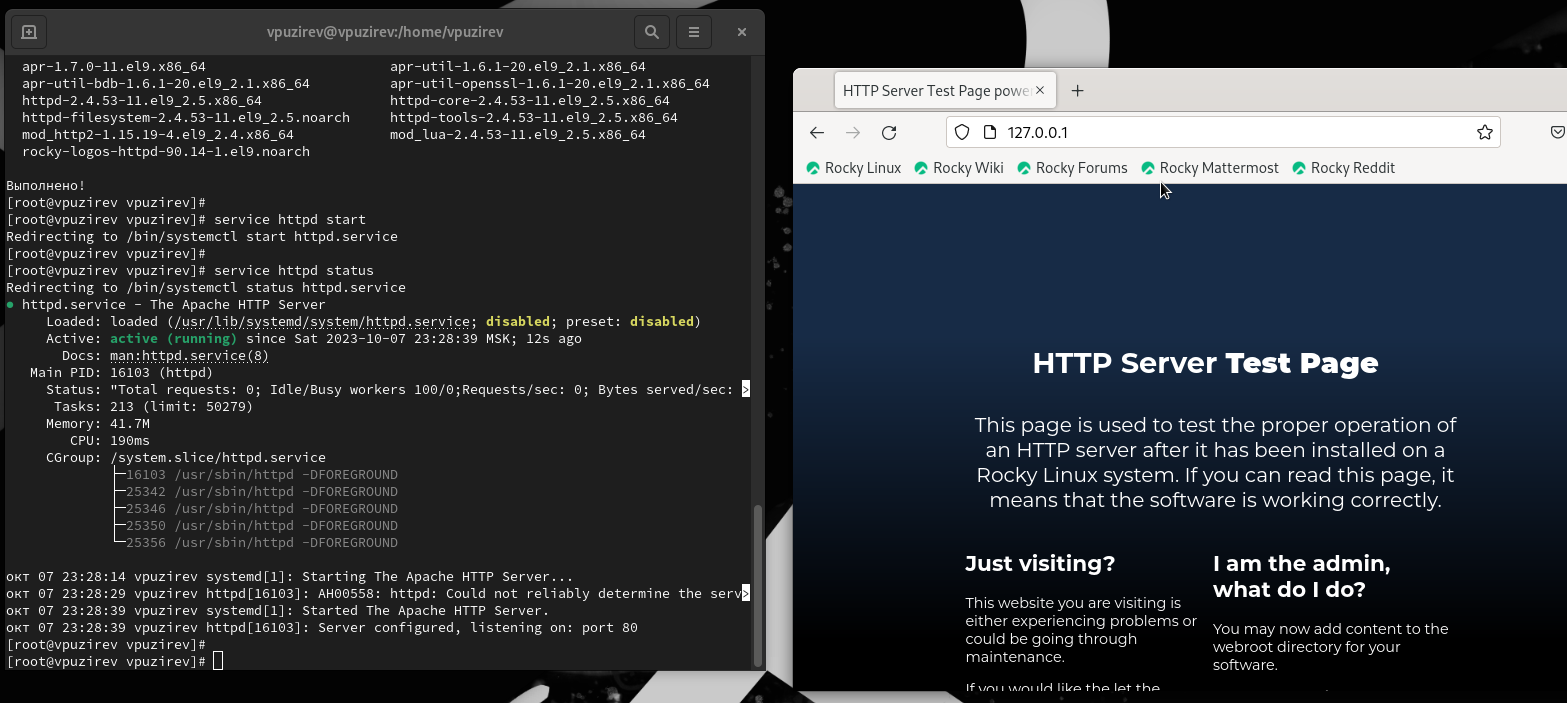 vpuzirev@vpuzirev:/home/vpuzirev
apr-1.7.0-11.el9.x86_64 apr-util-1.6.1-20.el9_2.1.x86_64
apr-util-bdb-1.6.1-20.el9_2.1.x86_64 apr-util-openssl-1.6.1-20.el9_2.1.x86_64
httpd-2.4.53-11.el9_2.5.x86_64 httpd-core-2.4.53-11.el9_2.5.x86_64
httpd-filesystem-2.4.53-11.el9_2.5.noarch httpd-tools-2.4.53-11.el9_2.5.x86_64
mod_http2-1.15.19-4.el9_2.4.x86_64 mod_lua-2.4.53-11.el9_2.5.x86_64
rocky-logos-httpd-90.14-1.el9.noarch
Выполнено!
[root@vpuzirev vpuzirev]#
[root@vpuzirev vpuzirev]# service httpd start
Redirecting to /bin/systemctl start httpd.service
[root@vpuzirev vpuzirev]#
[root@vpuzirev vpuzirev]# service httpd status
Redirecting to /bin/systemctl status httpd.service
● httpd.service - The Apache HTTP Server
Loaded: loaded (/usr/lib/systemd/system/httpd.service; disabled; preset: disabled)
Active: active (running) since Sat 2023-10-07 23:28:39 MSK; 12s ago
Docs: man:httpd.service(8)
Main PID: 16103 (httpd)
Status: "Total requests: 0; Idle/Busy workers 100/0;Requests/sec: 0; Bytes served/sec: >
Tasks: 213 (limit: 50279)
Memory: 41.7M
CPU: 190ms
CGroup: /system.slice/httpd.service
├─16103 /usr/sbin/httpd -DFOREGROUND
├─25342 /usr/sbin/httpd -DFOREGROUND
├─25346 /usr/sbin/httpd -DFOREGROUND
├─25350 /usr/sbin/httpd -DFOREGROUND
└─25356 /usr/sbin/httpd -DFOREGROUND
окт 07 23:28:14 vpuzirev systemd[1]: Starting The Apache HTTP Server...
окт 07 23:28:29 vpuzirev httpd[16103]: AH00558: httpd: Could not reliably determine the serv>
окт 07 23:28:39 vpuzirev systemd[1]: Started The Apache HTTP Server.
окт 07 23:28:39 vpuzirev httpd[16103]: Server configured, listening on: port 80
[root@vpuzirev vpuzirev]#
[root@vpuzirev vpuzirev]#
HTTP Server Test Page powe
127.0.0.1
Rocky Linux Rocky Wiki Rocky Forums Rocky Mattermost Rocky Reddit
HTTP Server Test Page
This page is used to test the proper operation of
an HTTP server after it has been installed on a
Rocky Linux system. If you can read this page, it
means that the software is working correctly.
Just visiting?
This website you are visiting is
either experiencing problems or
could be going through
maintenance.
If you would like the let the
I am the admin,
what do I do?
You may now add content to the
webroot directory for your
software.